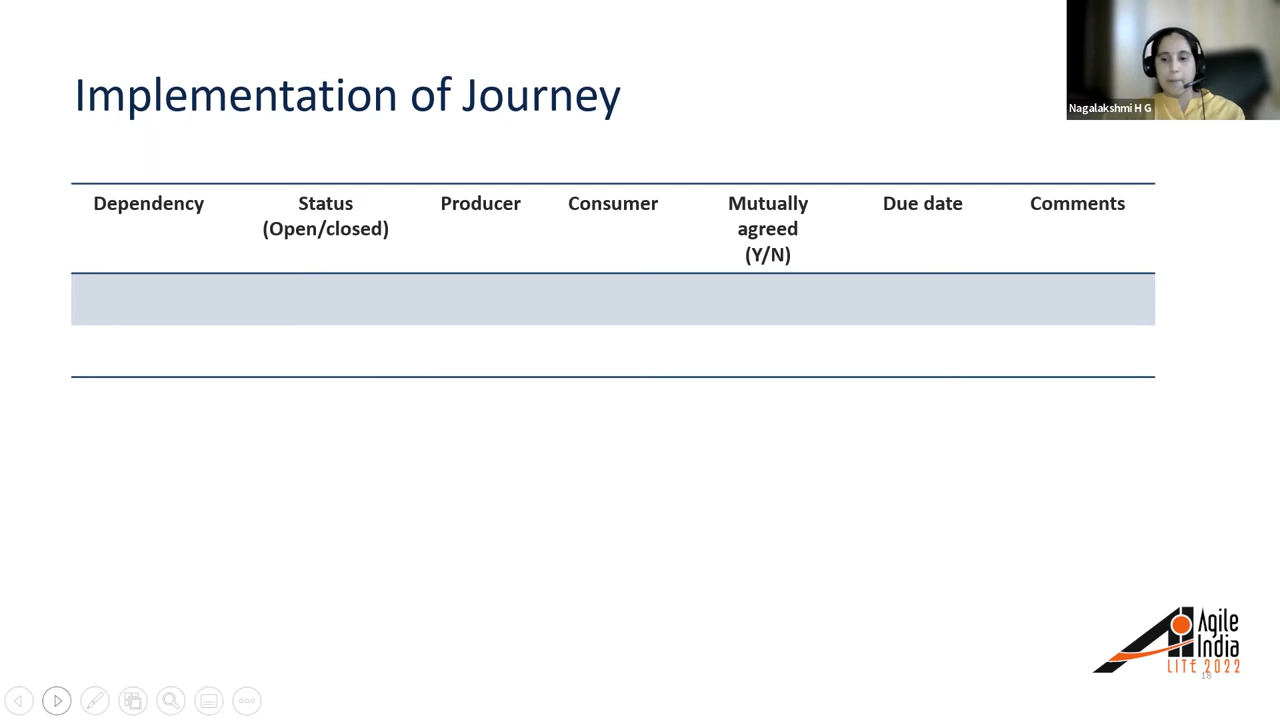 Implementation of Journey
Nagalakshmi H G
Dependency
Status
(Open/closed)
Producer
Consumer
Mutually
agreed
(Y/N)
Due date
Comments
Agile
India
LITE 2022
18